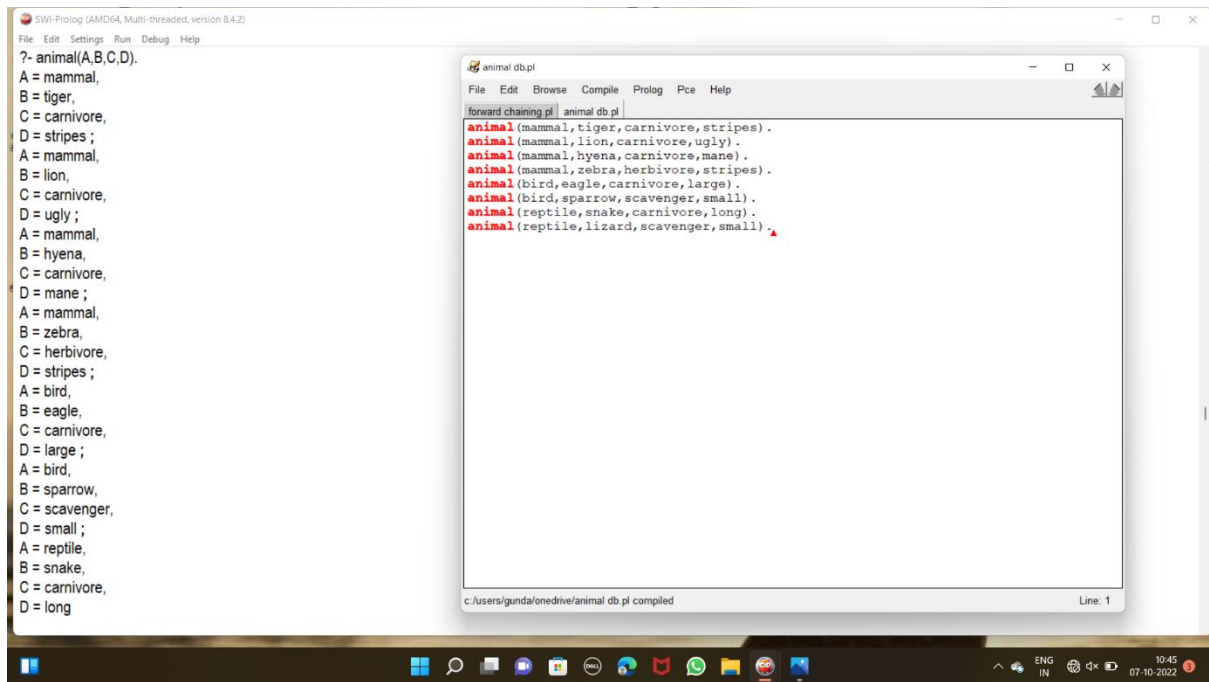 SWI-Prolog (AMD64, Multi-threaded, version 8.4.2)
File Edit Settings Run Debug Help
?- animal(A,B,C,D).
A = mammal,
B = tiger,
C = carnivore,
D = stripes ;
A = mammal,
B = lion,
C = carnivore,
D = ugly ;
A = mammal,
B = hyena,
C = carnivore,
D = mane ;
A = mammal,
B = zebra,
C = herbivore,
D = stripes ;
A = bird,
B = eagle,
C = carnivore,
D = large ;
A = bird,
B = sparrow,
C = scavenger,
D = small ;
A = reptile,
B = snake,
C = carnivore,
D = long
animal db.pl
File Edit Browse Compile Prolog Pce Help
forward chaining.pl animal db.pl
animal(mammal,tiger,carnivore,stripes).
animal(mammal,lion,carnivore,ugly).
animal(mammal,hyena,carnivore,mane).
animal(mammal,zebra,herbivore,stripes).
animal(bird,eagle,carnivore,large).
animal(bird,sparrow,scavenger,small).
animal(reptile,snake,carnivore,long).
animal(reptile,lizard,scavenger,small).
c:/users/gunda/onedrive/animal db.pl compiled Line: 1
DELL
ENG 10:45
IN 07-10-2022 3